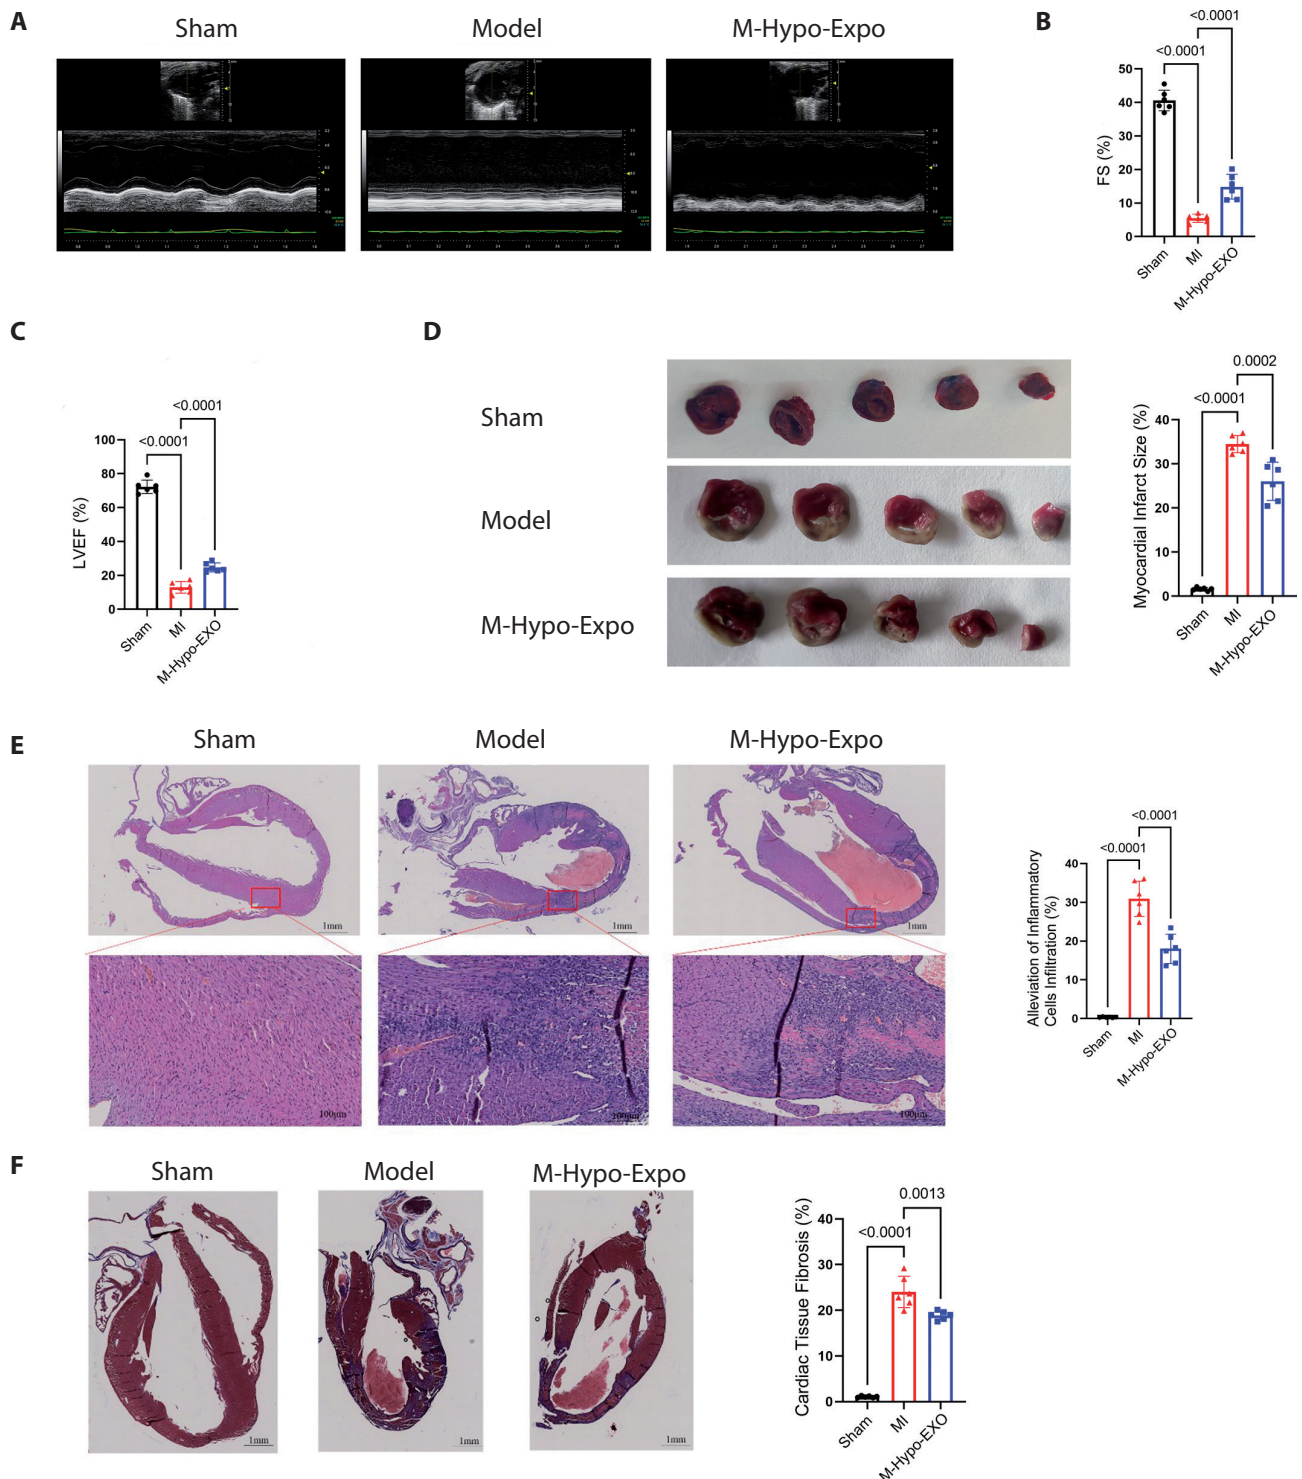 A
Sham
Model
M-Hypo-Expo
B
<0.0001
<0.0001
50
40
30
20
10
0
FS (%)
Sham
MI
M-Hypo-EXO
C
<0.0001
<0.0001
100
80
60
40
20
0
LVEF (%)
Sham
MI
M-Hypo-EXO
D
Sham
Model
M-Hypo-Expo
0.0002
<0.0001
40
30
20
10
0
Myocardial Infarct Size (%)
Sham
MI
M-Hypo-EXO
E
Sham
Model
M-Hypo-Expo
1mm
1mm
1mm
100μm
100μm
100μm
<0.0001
<0.0001
40
30
20
10
0
Alleviation of Inflammatory
Cells Infiltration (%)
Sham
MI
M-Hypo-EXO
F
Sham
Model
M-Hypo-Expo
1mm
1mm
1mm
0.0013
<0.0001
40
30
20
10
0
Cardiac Tissue Fibrosis (%)
Sham
MI
M-Hypo-EXO